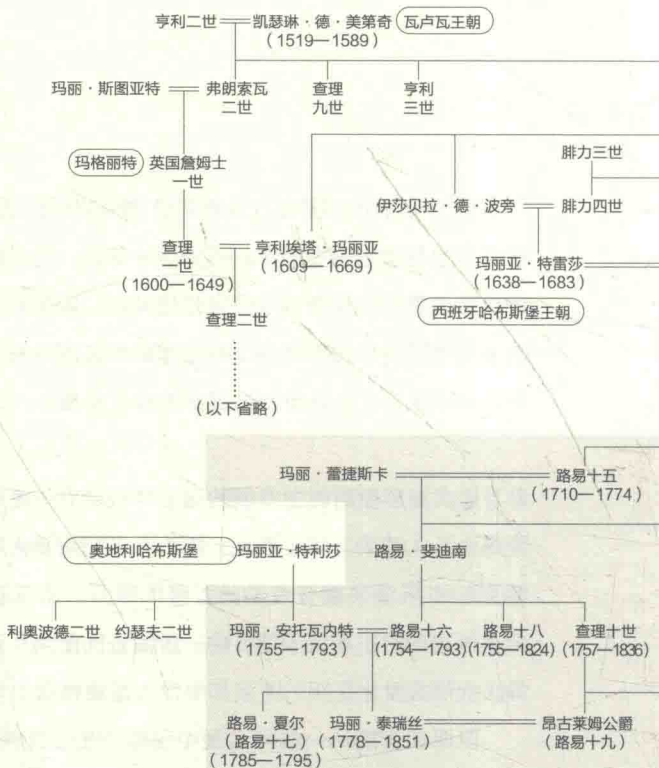 亨利二世 凯瑟琳·德·美第奇 瓦卢瓦王朝
(1519—1589)
玛丽·斯图亚特 弗朗索瓦 查理 亨利
二世 九世 三世
玛格丽特 英国詹姆士
一世
腓力三世
伊莎贝拉·德·波旁 腓力四世
查理 亨利埃塔·玛丽亚
一世 (1609—1669)
(1600—1649)
玛丽亚·特雷莎
(1638—1683)
西班牙哈布斯堡王朝
查理二世
(以下省略)
玛丽·蕾捷斯卡 路易十五
(1710—1774)
奥地利哈布斯堡 玛丽亚·特利莎 路易·斐迪南
利奥波德二世 约瑟夫二世 玛丽·安托瓦内特 路易十六 路易十八 查理十世
(1755—1793) (1754—1793) (1755—1824) (1757—1836)
路易·夏尔 玛丽·泰瑞丝 昂古莱姆公爵
(路易十七) (1778—1851) (路易十九)
(1785—1795)